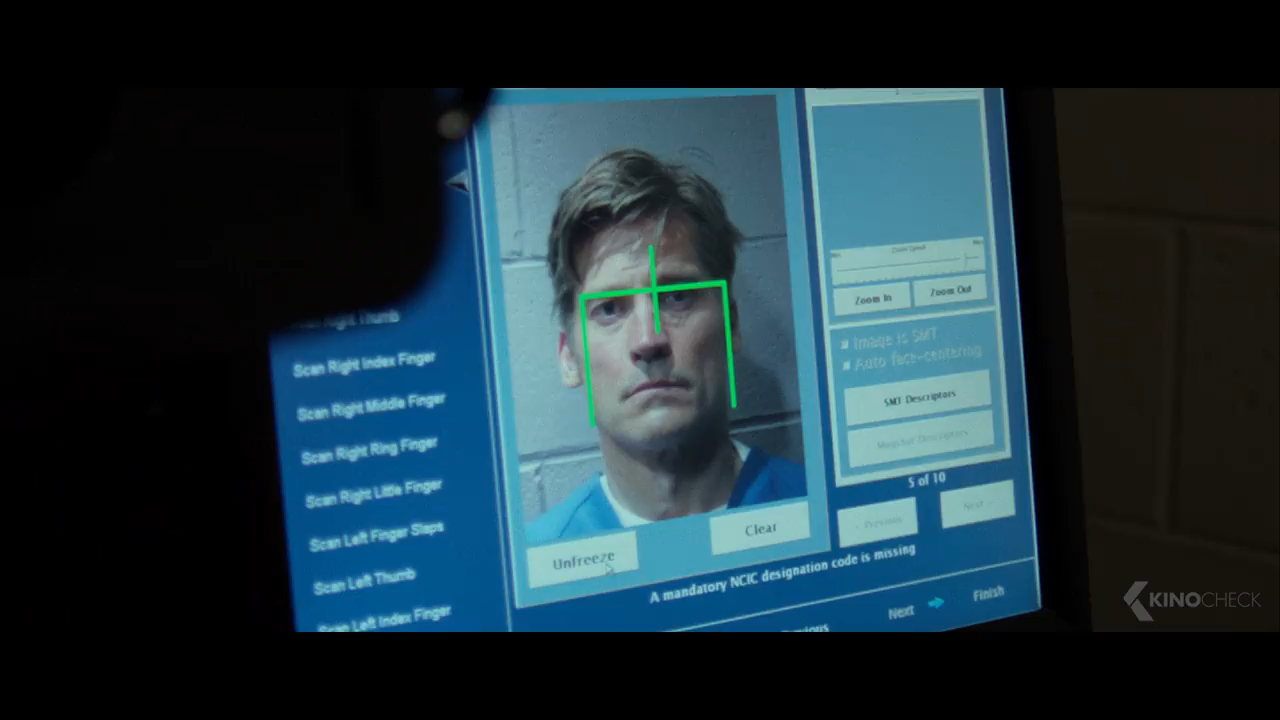 Scan Right Thumb
Scan Right Index Finger
Scan Right Middle Finger
Scan Right Ring Finger
Scan Right Little Finger
Scan Left Finger Slaps
Scan Left Thumb
Scan Left Index Finger
Unfreeze
Clear
Zoom Speed
Zoom In
Zoom Out
Image is SMT
Auto face-centering
SMT Descriptors
Mugshot Descriptors
5 of 10
Previous
Next
A mandatory NCIC designation code is missing
Previous
Next
Finish
KINOCHECK